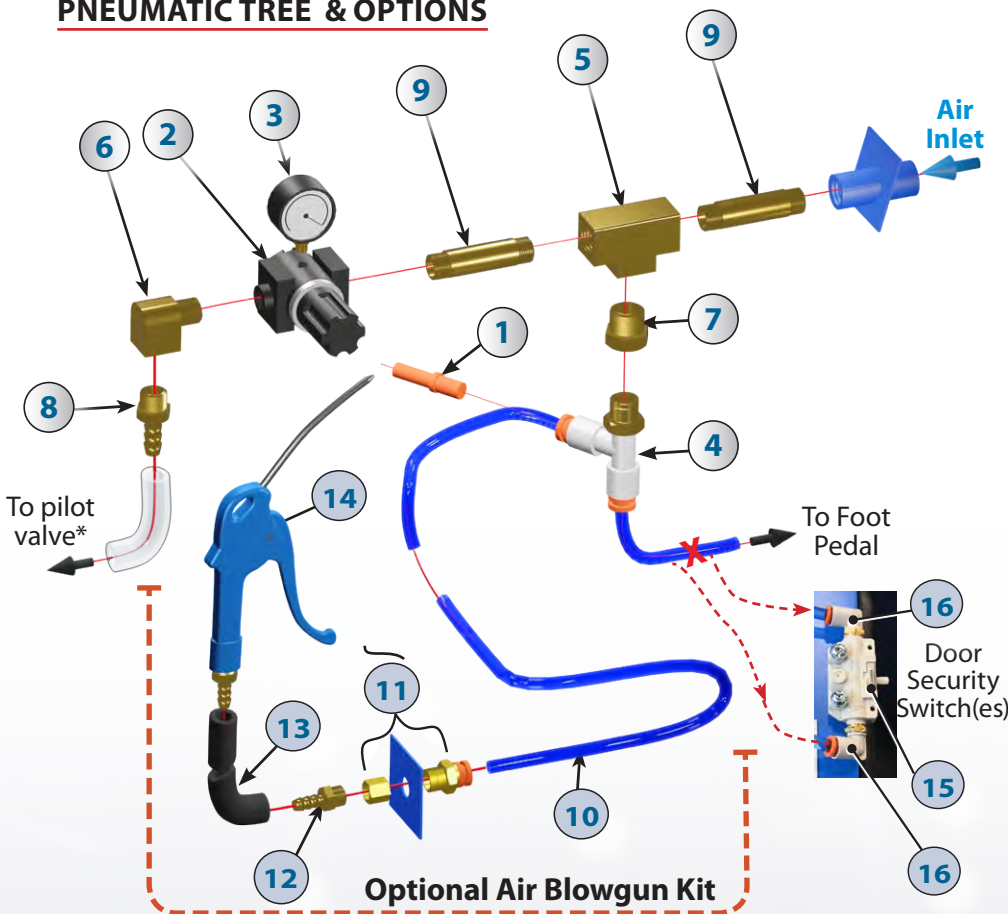 PNEUMATIC TREE & OPTIONS
9
5
9
3
2
6
Air
Inlet
7
1
8
4
14
To pilot
valve*
To Foot
Pedal
16
Door
Security
Switch(es)
11
13
15
10
12
16
Optional Air Blowgun Kit